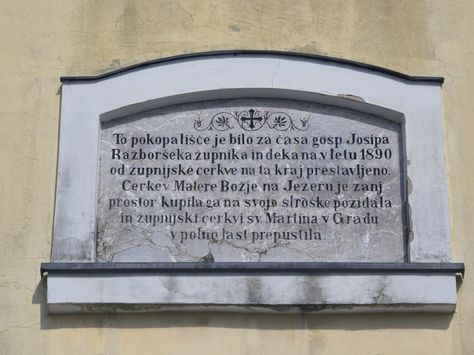 To pokopališče je bilo za časa gosp Josipa
Razborseka župnika in dekana v letu 1890
od župnijske cerkve na ta kraj prestavljeno.
Cerkev Matere Božje na Jezeru je zanj
prostor kupila, ga na svoje stroške pozidala
in župnijski cerkvi sv. Martina v Gradu
v polno last prepustila